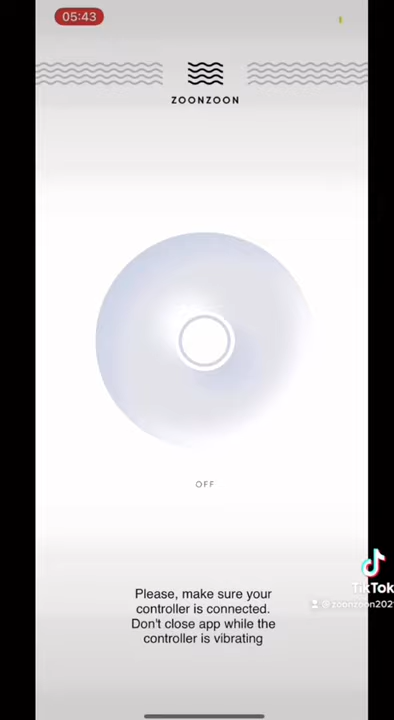 05:43
ZOONZOON
OFF
Please, make sure your
controller is connected.
Don't close app while the
controller is vibrating
TikTok
@zoonzoon202